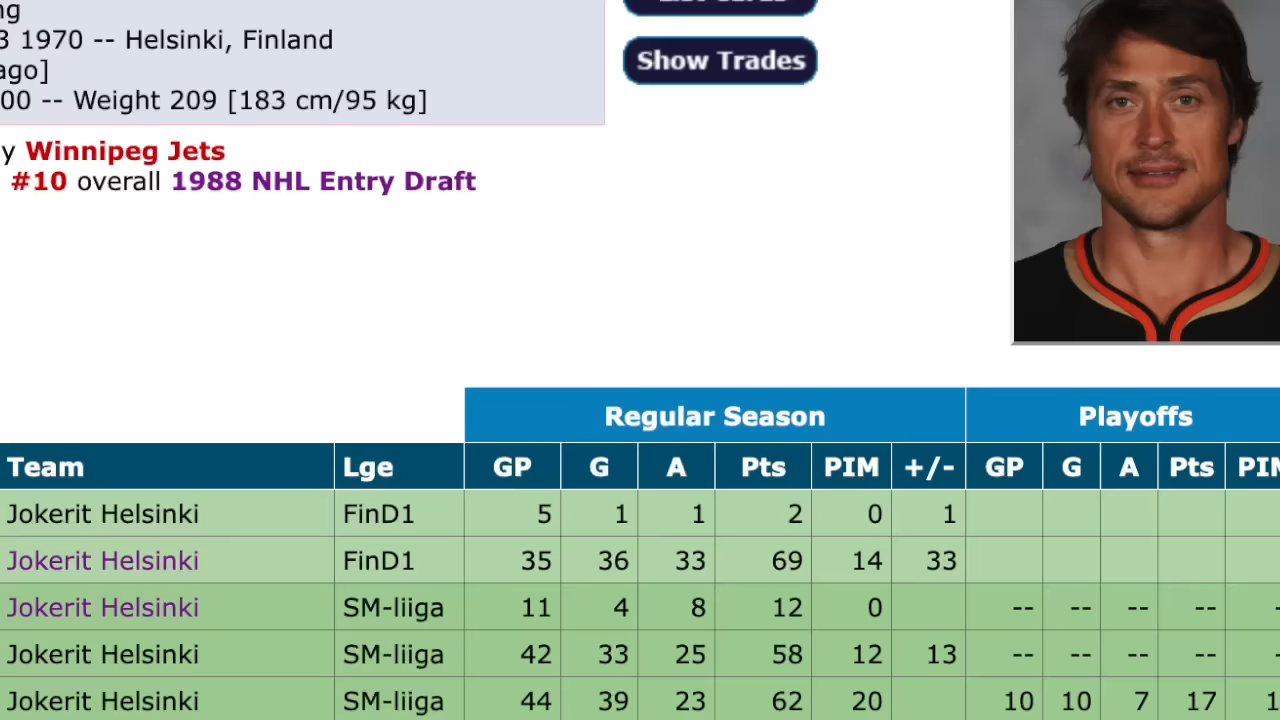 ng
3 1970 -- Helsinki, Finland
ago]
00 -- Weight 209 [183 cm/95 kg]
Show Trades
y Winnipeg Jets
#10 overall 1988 NHL Entry Draft
Regular Season Playoffs
Team Lge GP G A Pts PIM +/- GP G A Pts PIM
Jokerit Helsinki FinD1 5 1 1 2 0 1
Jokerit Helsinki FinD1 35 36 33 69 14 33
Jokerit Helsinki SM-liiga 11 4 8 12 0 -- -- -- -- -
Jokerit Helsinki SM-liiga 42 33 25 58 12 13 -- -- -- -- -
Jokerit Helsinki SM-liiga 44 39 23 62 20 10 10 7 17 1